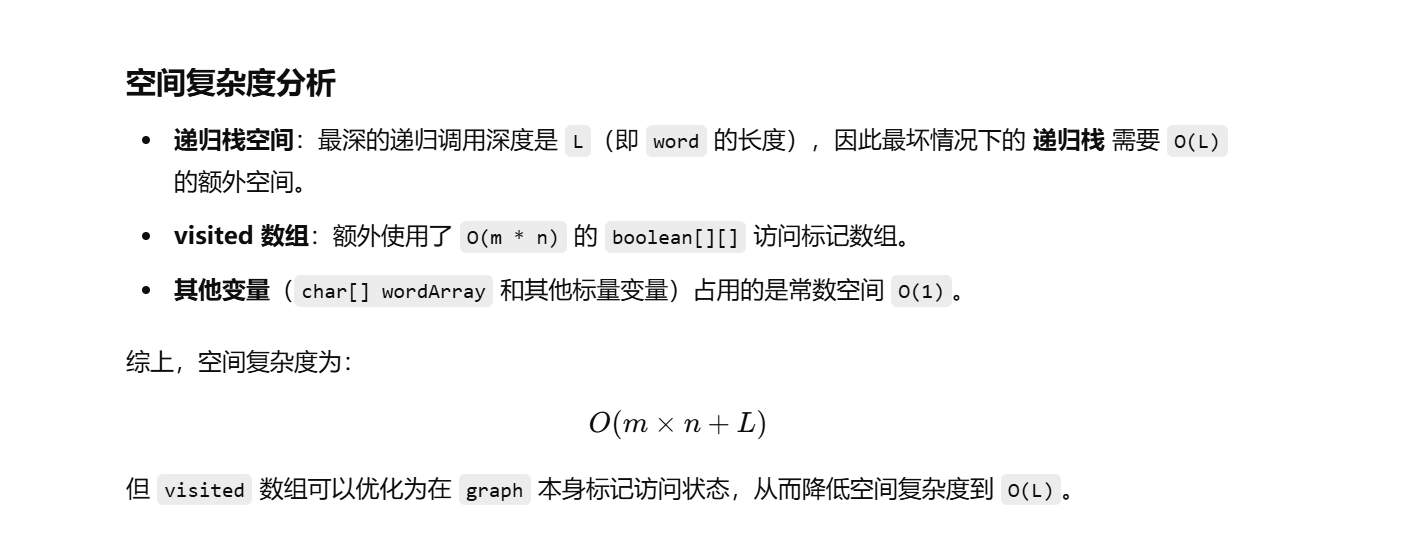 空间复杂度分析
• 递归栈空间：最深的递归调用深度是 L（即 word 的长度），因此最坏情况下的 递归栈 需要 O(L)
的额外空间。
• visited 数组：额外使用了 O(m * n) 的 boolean[][] 访问标记数组。
• 其他变量（char[] wordArray 和其他标量变量）占用的是常数空间 O(1)。
综上，空间复杂度为：
O(m × n + L)
但 visited 数组可以优化为在 graph 本身标记访问状态，从而降低空间复杂度到 O(L)。